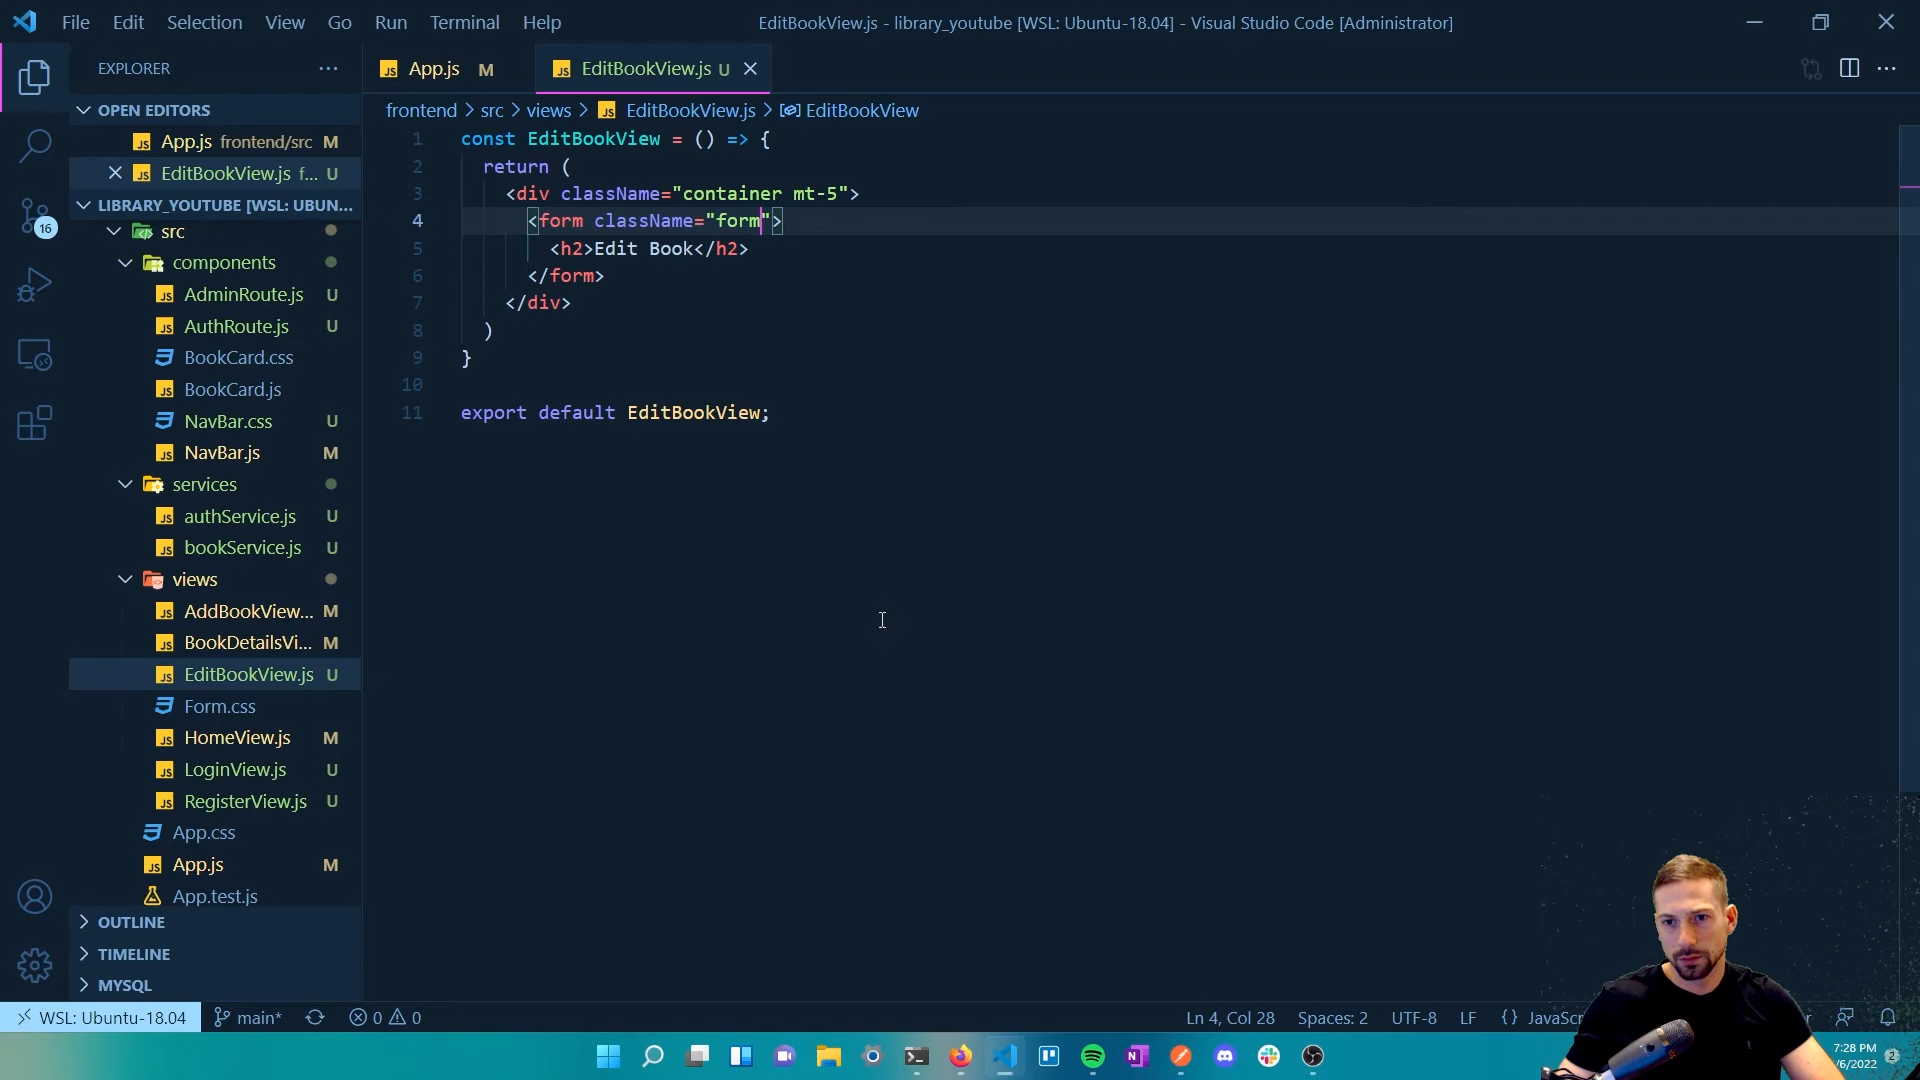 File Edit Selection View Go Run Terminal Help
EditBookView.js - library_youtube [WSL: Ubuntu-18.04] - Visual Studio Code [Administrator]
EXPLORER
App.js M
EditBookView.js U
OPEN EDITORS
App.js frontend/src M
EditBookView.js f... U
LIBRARY_YOUTUBE [WSL: UBUN...
src
components
AdminRoute.js U
AuthRoute.js U
BookCard.css
BookCard.js
NavBar.css U
NavBar.js M
services
authService.js U
bookService.js U
views
AddBookView... M
BookDetailsVi... M
EditBookView.js U
Form.css
HomeView.js M
LoginView.js U
RegisterView.js U
App.css
App.js M
App.test.js
OUTLINE
TIMELINE
MYSQL
16
frontend > src > views > EditBookView.js > EditBookView
1 const EditBookView = () => {
2 return (
3 <div className="container mt-5">
4 <form className="form">
5 <h2>Edit Book</h2>
6 </form>
7 </div>
8 )
9 }
10
11 export default EditBookView;
WSL: Ubuntu-18.04 main* 0 0
Ln 4, Col 28 Spaces: 2 UTF-8 LF {} JavaScr
7:28 PM
/6/2022
2